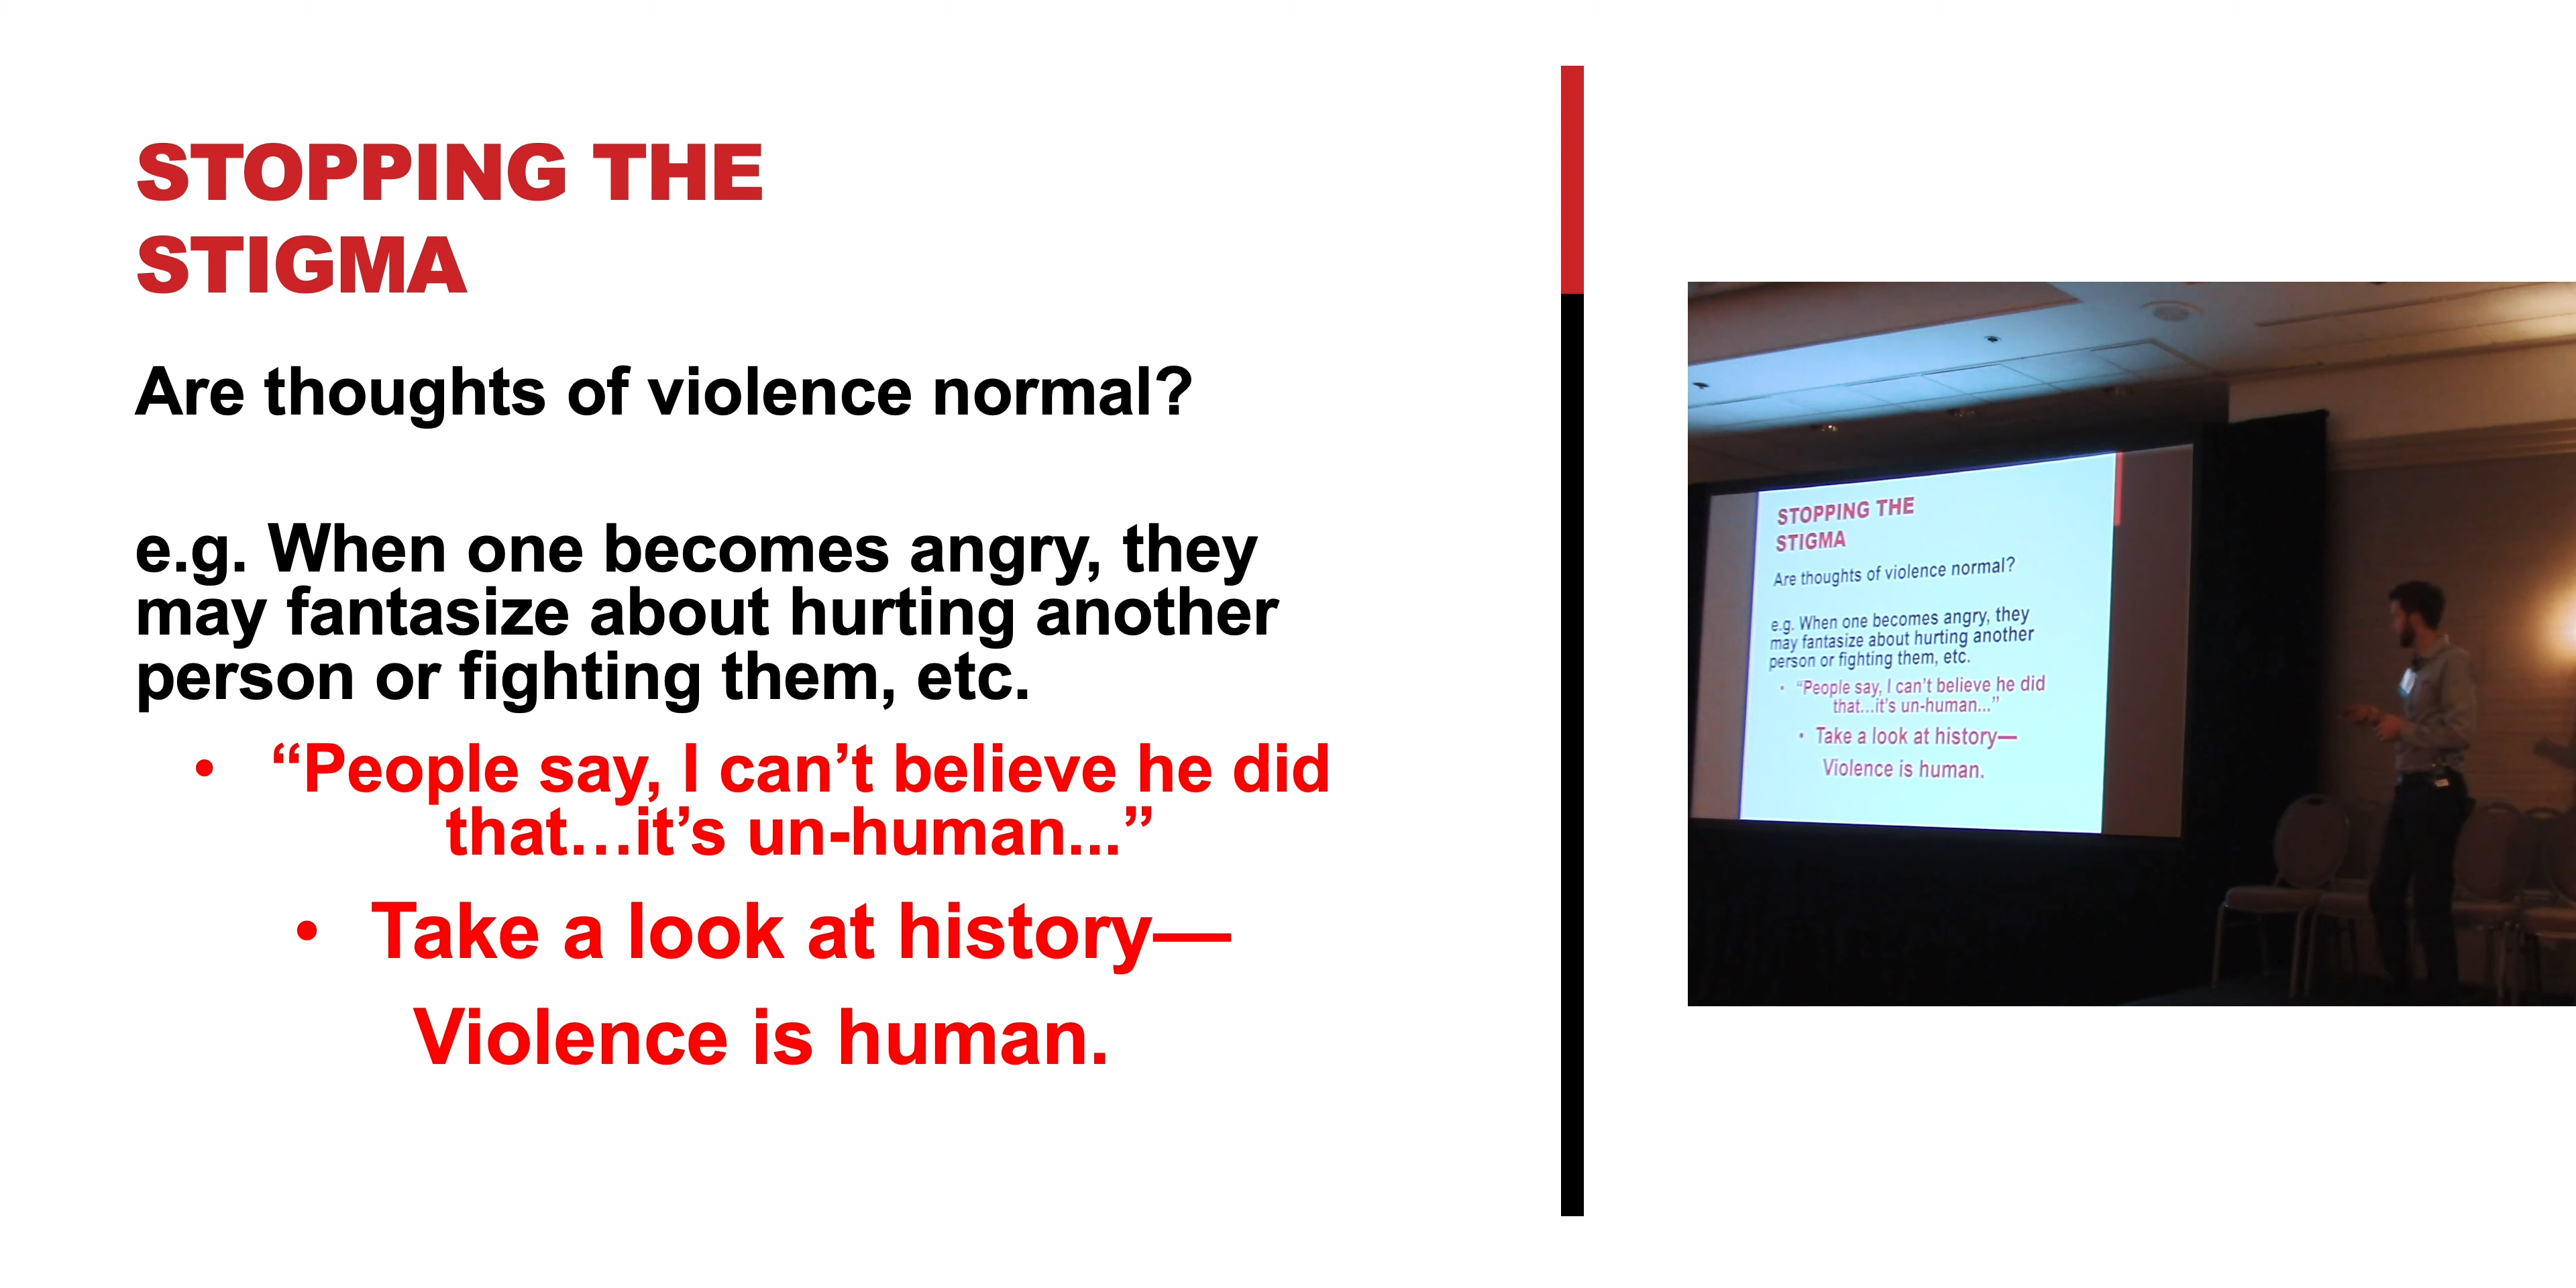 STOPPING THE
STIGMA
Are thoughts of violence normal?
e.g. When one becomes angry, they
may fantasize about hurting another
person or fighting them, etc.
• “People say, I can’t believe he did
that…it’s un-human...”
• Take a look at history—
Violence is human.
STOPPING THE
STIGMA
Are thoughts of violence normal?
e.g. When one becomes angry, they
may fantasize about hurting another
person or fighting them, etc.
• “People say, I can’t believe he did
that...it’s un-human...”
• Take a look at history—
Violence is human.